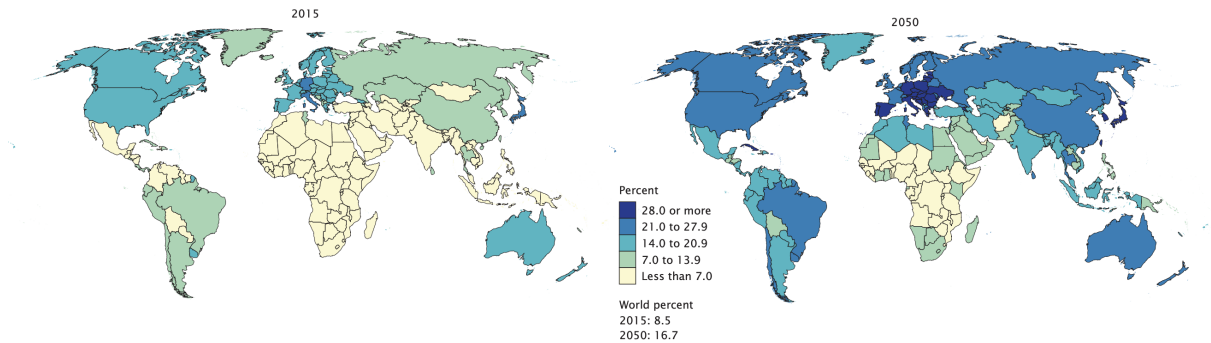 2015
2050
Percent
28.0 or more
21.0 to 27.9
14.0 to 20.9
7.0 to 13.9
Less than 7.0
World percent
2015: 8.5
2050: 16.7